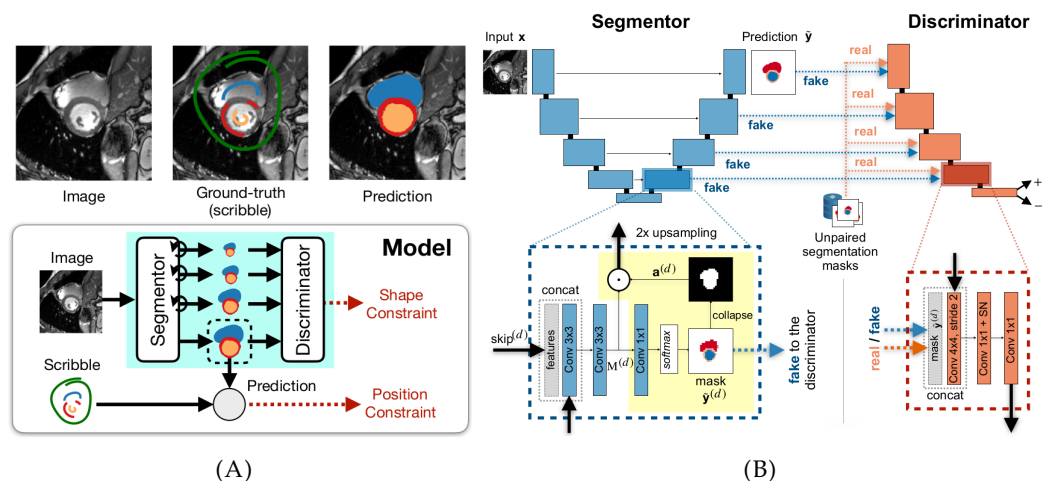 Image
Ground-truth
(scribble)
Prediction
Model
Image
Segmentor
Discriminator
Shape
Constraint
Scribble
Prediction
Position
Constraint
(A)
Segmentor
Discriminator
Input x
Prediction ỹ
real
fake
real
fake
real
fake
real
fake
+
−
Unpaired
segmentation
masks
2x upsampling
a(d)
concat
collapse
skip(d)
features
Conv 3x3
Conv 3x3
M(d)
Conv 1x1
softmax
mask
ỹ(d)
fake to the
discriminator
real / fake
mask ỹ(d)
Conv 4x4, stride 2
Conv 1x1 + SN
Conv 1x1
concat
(B)